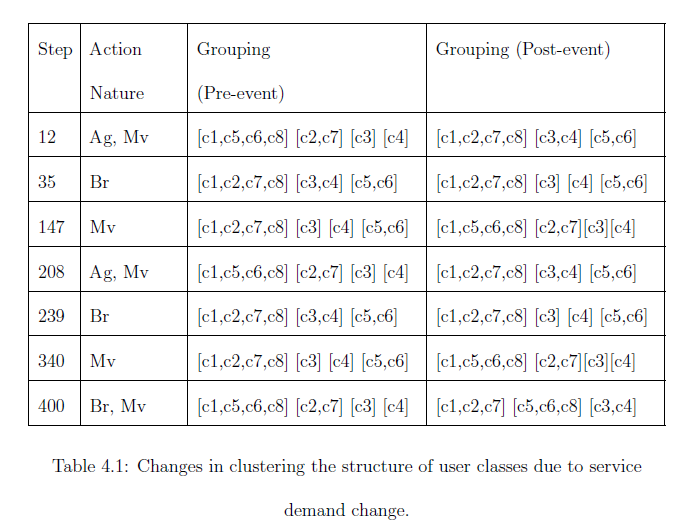 Step Action Grouping Grouping (Post-event)
Nature (Pre-event)
12 Ag, Mv [c1,c5,c6,c8] [c2,c7] [c3] [c4] [c1,c2,c7,c8] [c3,c4] [c5,c6]
35 Br [c1,c2,c7,c8] [c3,c4] [c5,c6] [c1,c2,c7,c8] [c3] [c4] [c5,c6]
147 Mv [c1,c2,c7,c8] [c3] [c4] [c5,c6] [c1,c5,c6,c8] [c2,c7][c3][c4]
208 Ag, Mv [c1,c5,c6,c8] [c2,c7] [c3] [c4] [c1,c2,c7,c8] [c3,c4] [c5,c6]
239 Br [c1,c2,c7,c8] [c3,c4] [c5,c6] [c1,c2,c7,c8] [c3] [c4] [c5,c6]
340 Mv [c1,c2,c7,c8] [c3] [c4] [c5,c6] [c1,c5,c6,c8] [c2,c7][c3][c4]
400 Br, Mv [c1,c5,c6,c8] [c2,c7] [c3] [c4] [c1,c2,c7] [c5,c6,c8] [c3,c4]
Table 4.1: Changes in clustering the structure of user classes due to service
demand change.